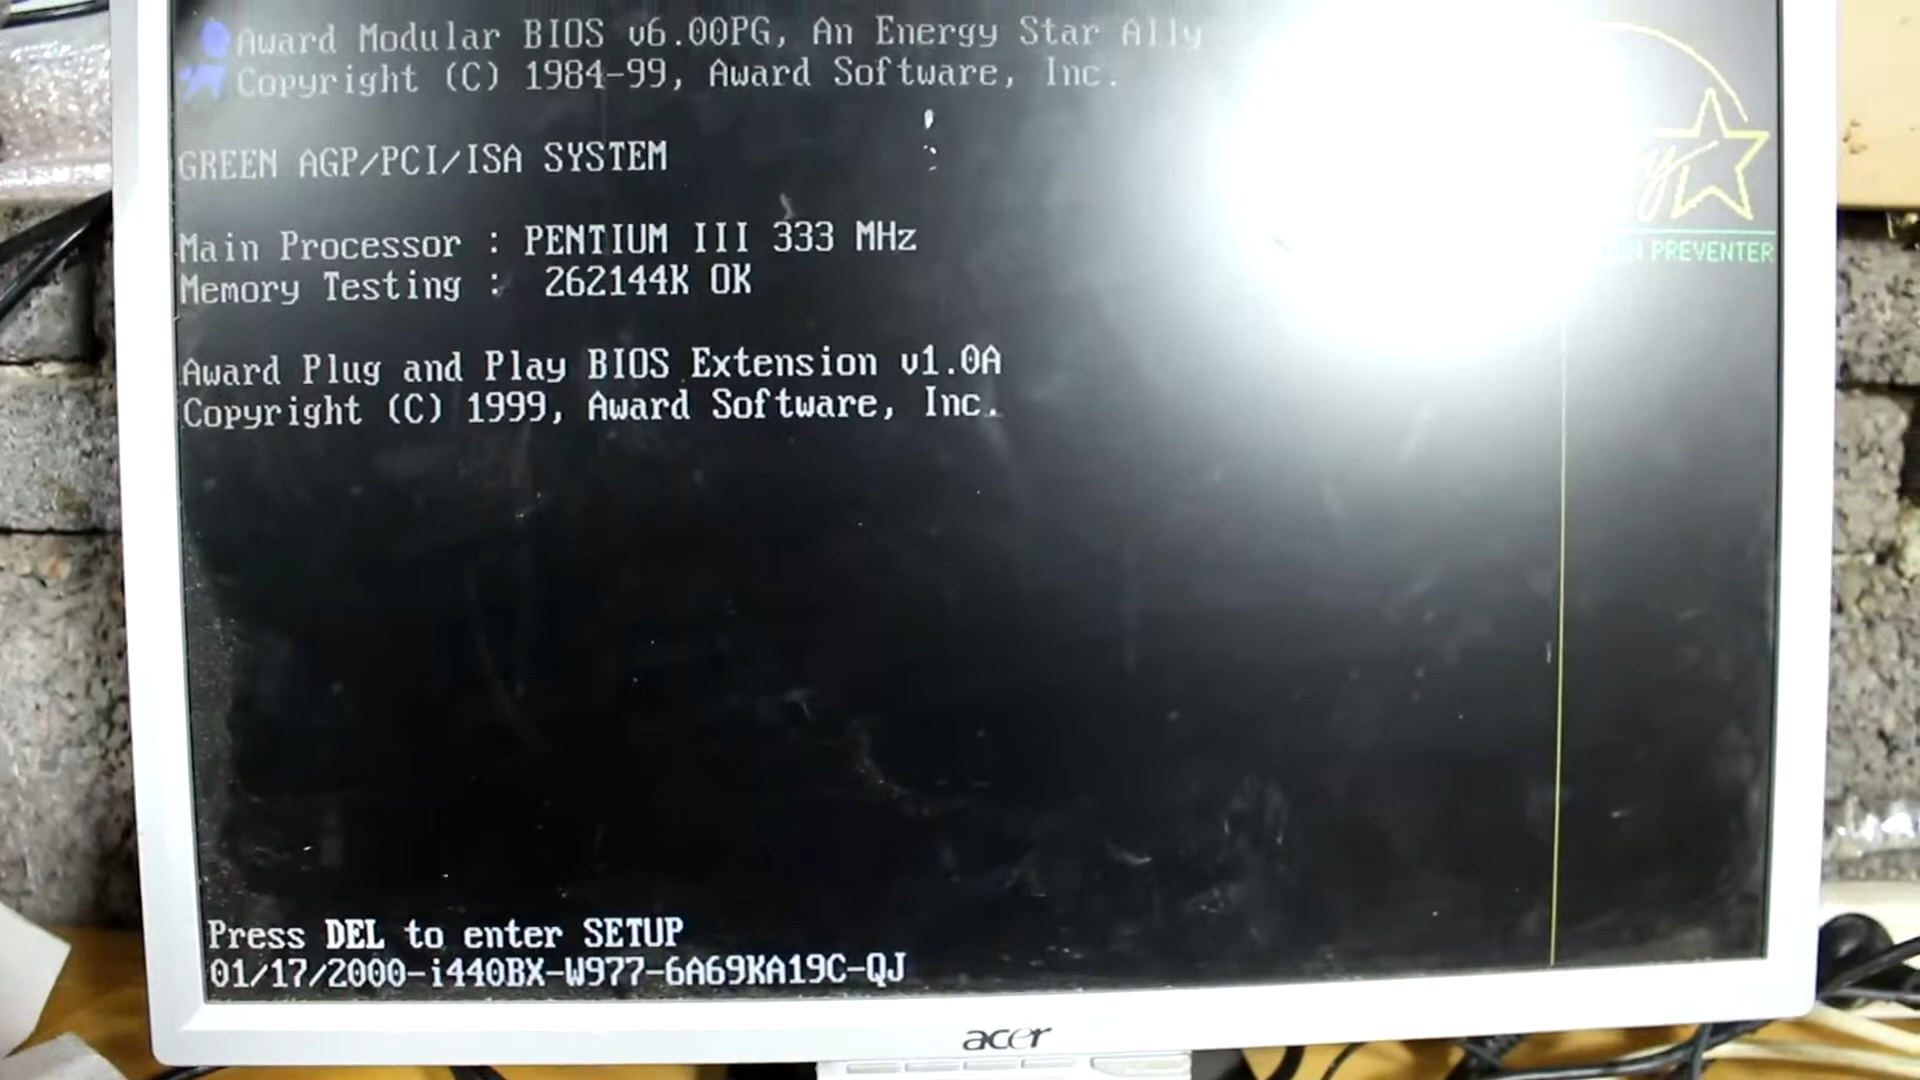 Award Modular BIOS v6.00PG, An Energy Star Ally
Copyright (C) 1984-99, Award Software, Inc.
GREEN AGP/PCI/ISA SYSTEM
Main Processor : PENTIUM III 333 MHz
Memory Testing : 262144K OK
Award Plug and Play BIOS Extension v1.0A
Copyright (C) 1999, Award Software, Inc.
PREVENTER
Press DEL to enter SETUP
01/17/2000-i440BX-W977-6A69KA19C-QJ
acer